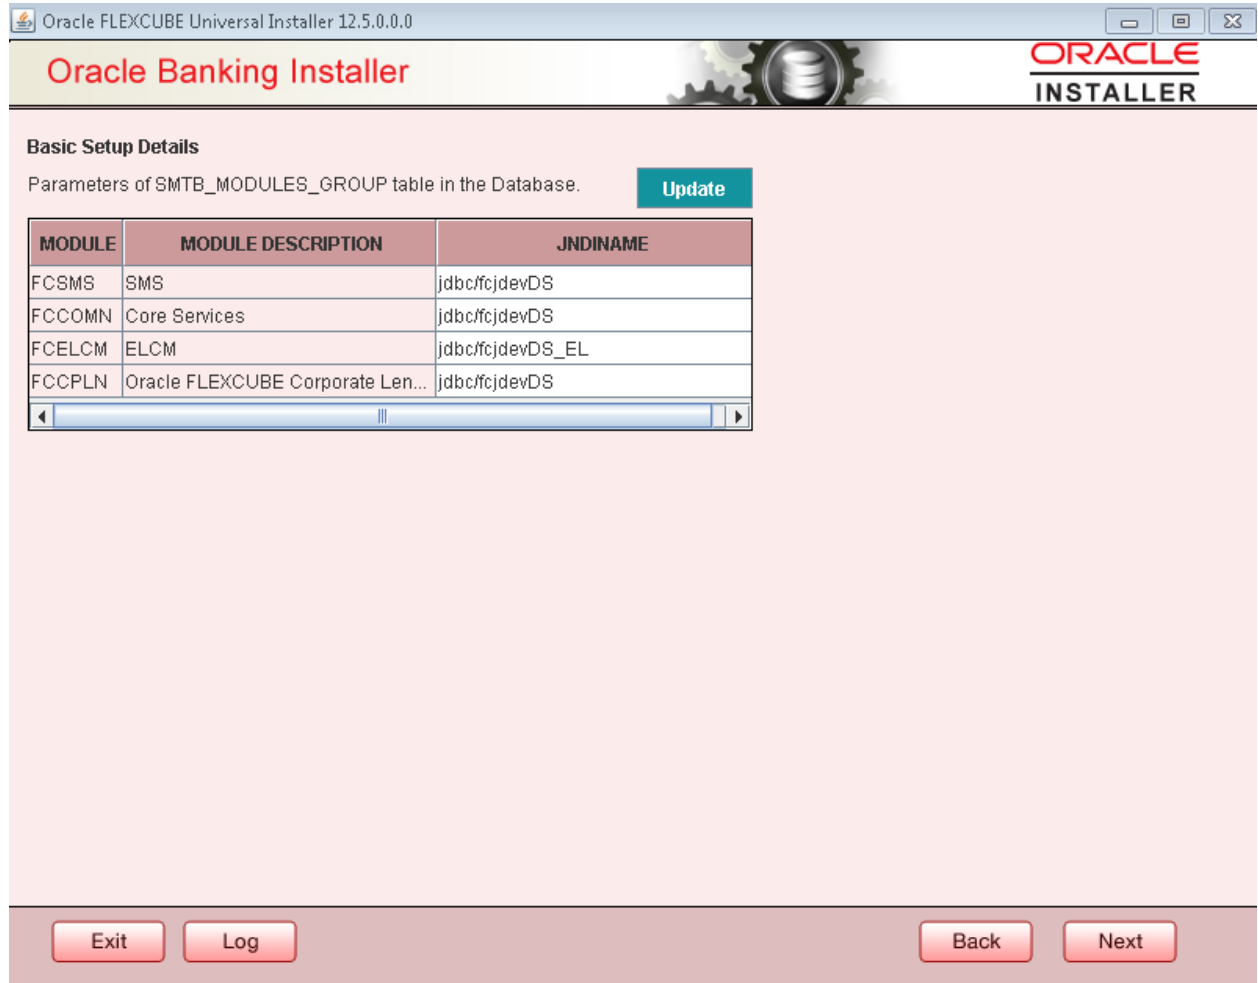 Oracle FLEXCUBE Universal Installer 12.5.0.0.0
Oracle Banking Installer
ORACLE
INSTALLER
Basic Setup Details
Parameters of SMTB_MODULES_GROUP table in the Database.
Update
MODULE MODULE DESCRIPTION JNDINAME
FCSMS SMS jdbc/fcjdevDS
FCCOMN Core Services jdbc/fcjdevDS
FCELCM ELCM jdbc/fcjdevDS_EL
FCCPLN Oracle FLEXCUBE Corporate Len... jdbc/fcjdevDS
Exit Log Back Next